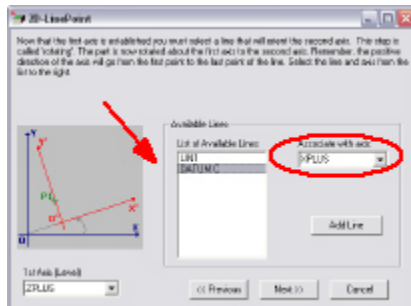 2D-LinePoint
Now that the first axis is established you must select a line that will orient the second axis. This step is
called "rotating". The part is now rotated about the first axis to the second axis. Remember, the positive
direction of the axis will go from the first point to the last point of the line. Select the line and axis from the
list to the right.
Available Lines
List of Available Lines:
Associate with axis:
LIN1
XPLUS
DATUM C
Add Line
1st Axis (Level)
ZPLUS
<< Previous
Next >>
Cancel